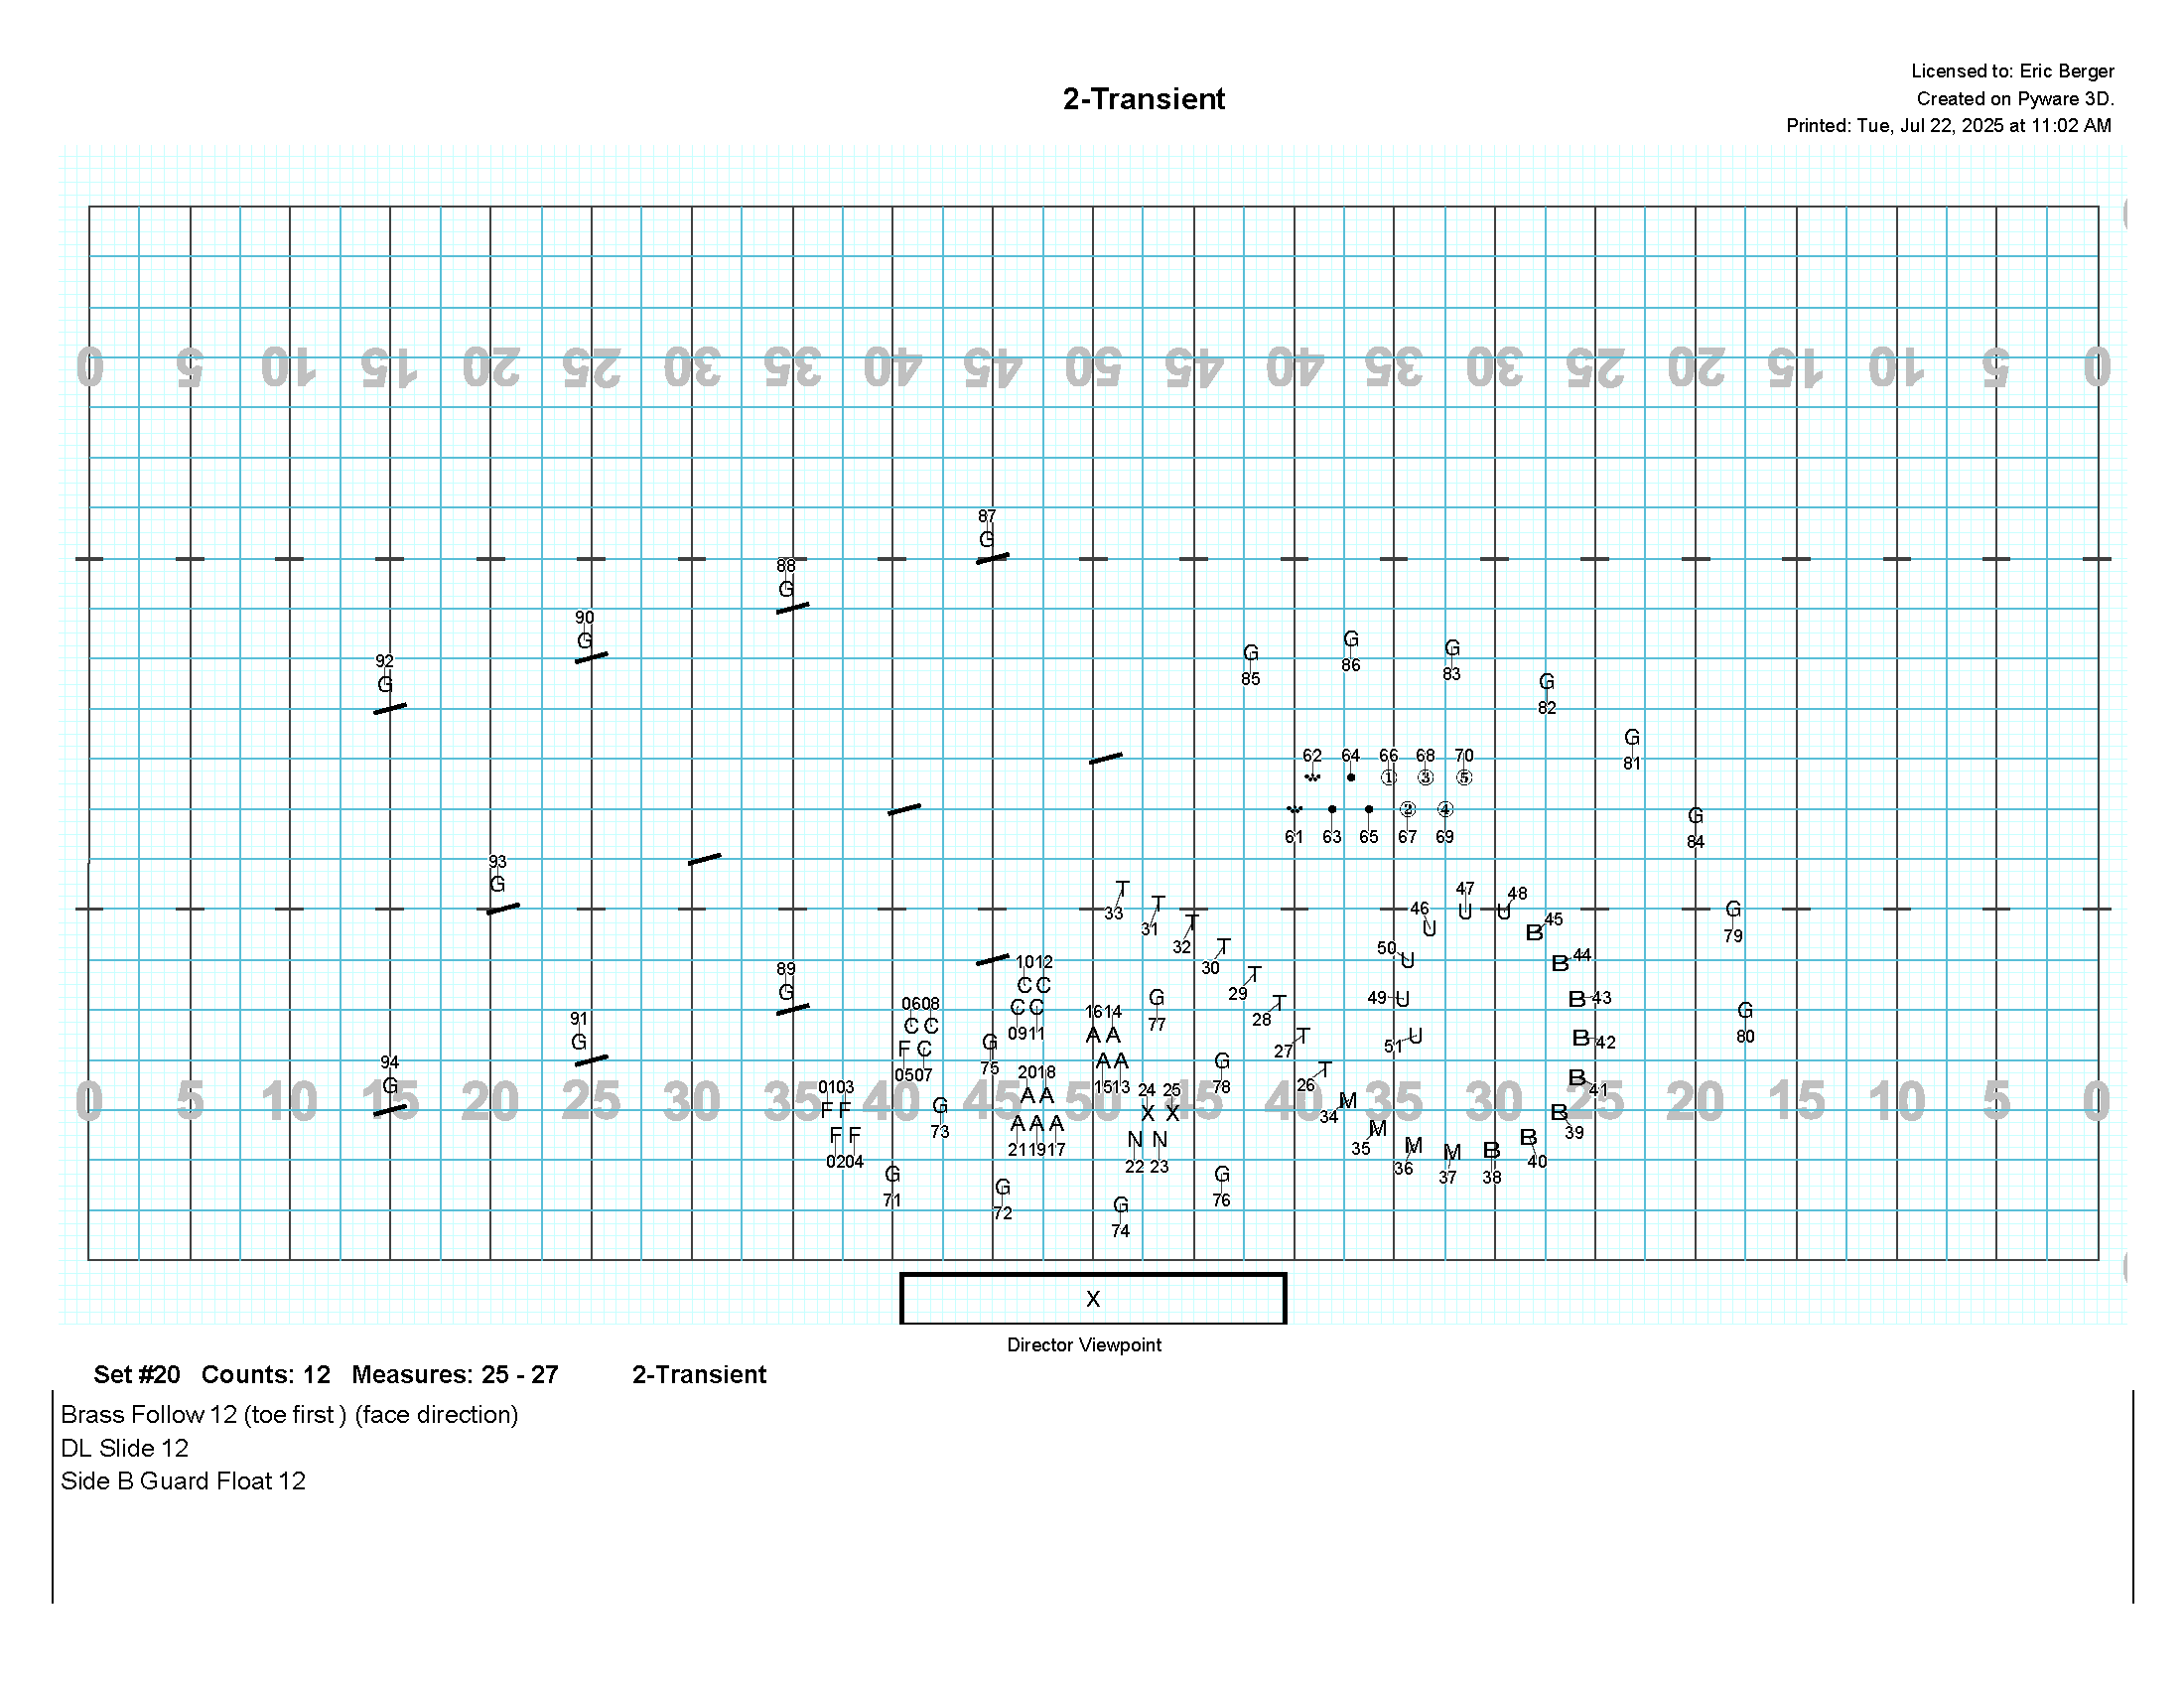 Licensed to: Eric Berger
2-Transient
Created on Pyware 3D.
Printed: Tue, Jul 22, 2025 at 11:02 AM
0 5 10 15 20 25 30 35 40 45 50 45 40 35 30 25 20 15 10 5 0
87
G
88
G
90
G
92
G
G G G
85 86 83
G
82
G
81
62 64 66 68 70
① ③ ⑤
② ④
61 63 65 67 69
G
84
93
G
T T T T T T T T
33 31 32 30 29 28 27 26
46 47 48
U U U
50 U
49 U
51 U
B 45
B 44
B 43
B 42
B 41
B 39
B 40
B 38
G
79
G
80
89
G
91
G
94
G
1012
C C
C C
0911
0608
C C
F C
0507
1614
A A
A A
1513
G
77
G
75
G
78
2018
A A
A A A
211917
24 25
X X
N N
22 23
0103
F F
F F
0204
G
73
M M M M
34 35 36 37
G
71
G
72
G
74
G
76
0 5 10 15 20 25 30 35 40 45 50 45 40 35 30 25 20 15 10 5 0
X
Director Viewpoint
Set #20 Counts: 12 Measures: 25 - 27 2-Transient
Brass Follow 12 (toe first ) (face direction)
DL Slide 12
Side B Guard Float 12